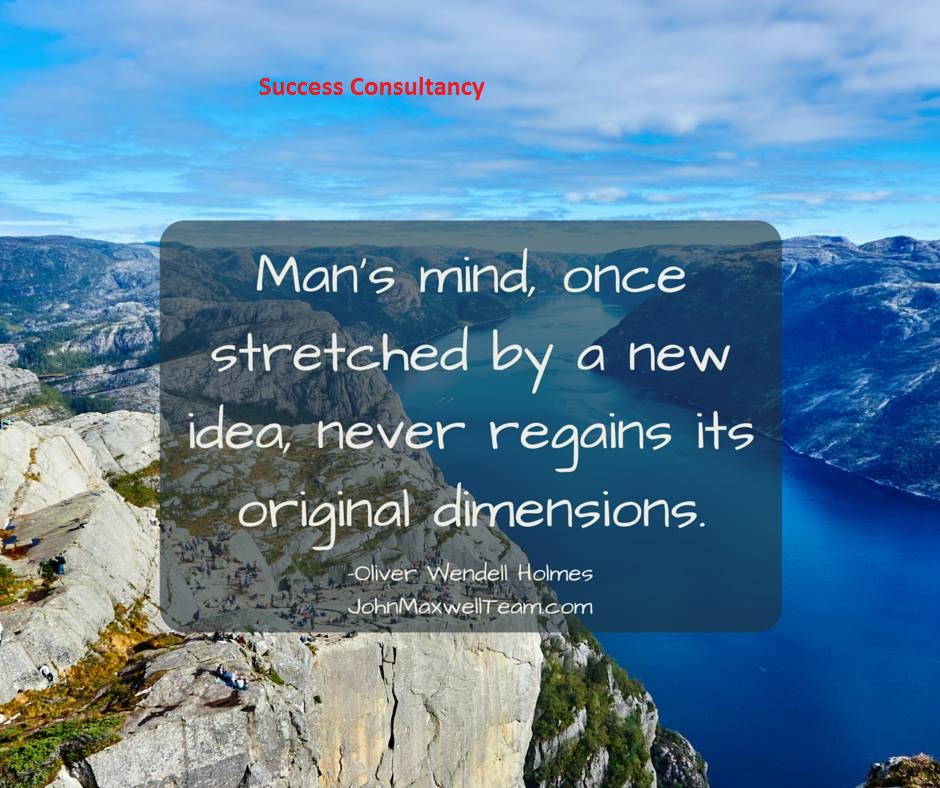 Success Consultancy
Man's mind, once
stretched by a new
idea, never regains its
original dimensions.
-Oliver Wendell Holmes
JohnMaxwellTeam.com